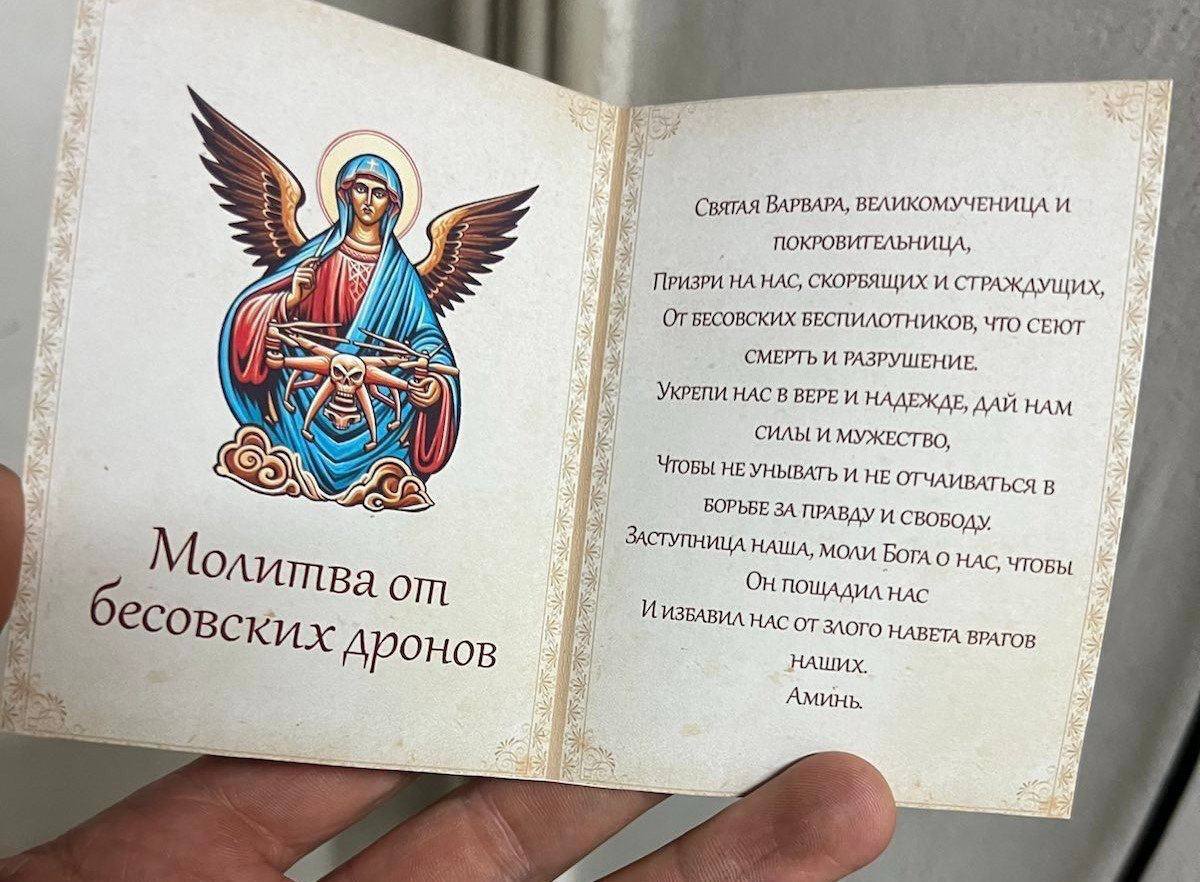 Молитва от
бесовских дронов
Святая Варвара, великомученица и
покровительница,
Призри на нас, скорбящих и страждущих,
От бесовских беспилотников, что сеют
смерть и разрушение.
Укрепи нас в вере и надежде, дай нам
силы и мужество,
Чтобы не унывать и не отчаиваться в
борьбе за правду и свободу.
Заступница наша, моли Бога о нас, чтобы
Он пощадил нас
И избавил нас от злого навета врагов
наших.
Аминь.